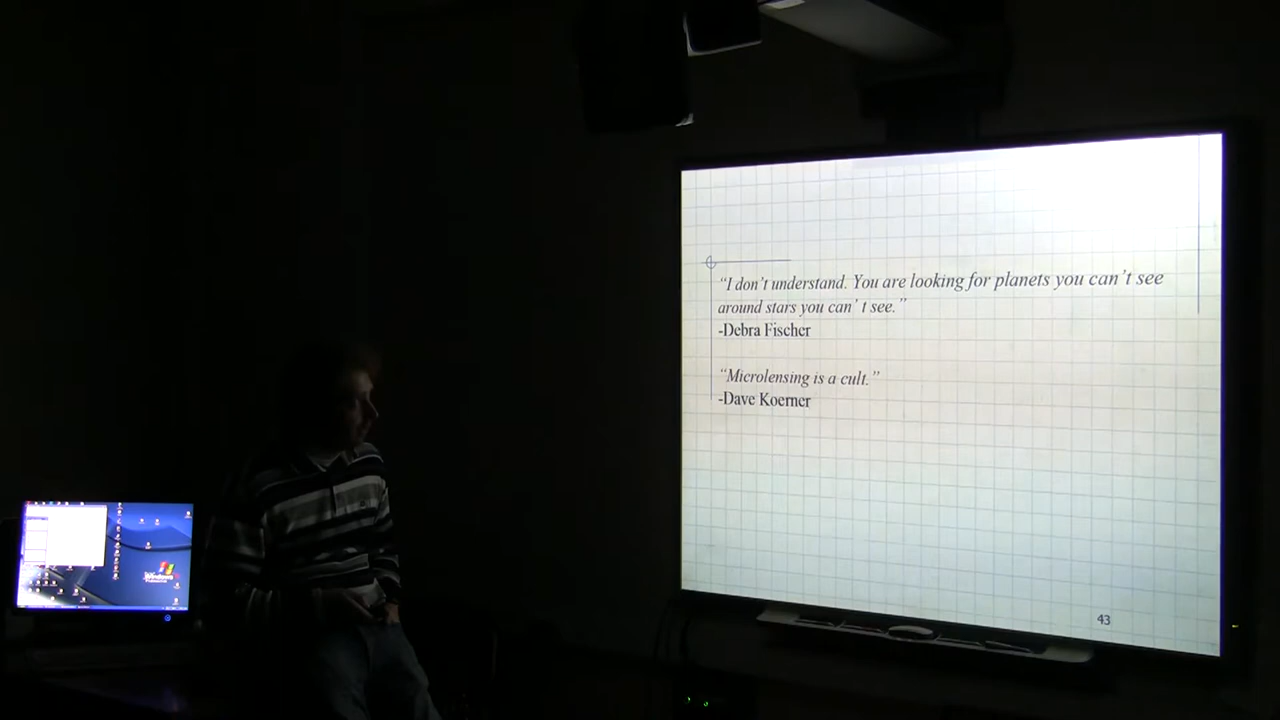 “I don’t understand. You are looking for planets you can’t see
around stars you can’ t see.”
-Debra Fischer
“Microlensing is a cult.”
-Dave Koerner
43
Windows